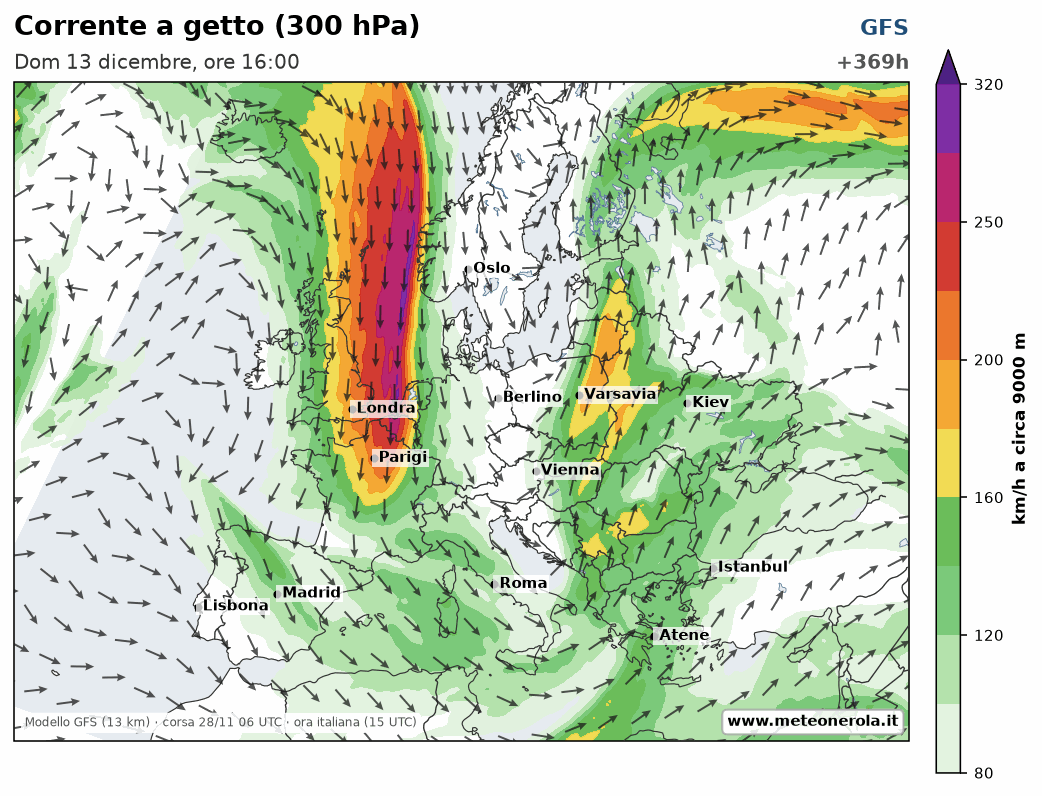 Corrente a getto (300 hPa)
GFS
Dom 13 dicembre, ore 16:00
+369h
320
250
200
160
120
80
km/h a circa 9000 m
Oslo
Berlino
Varsavia
Kiev
Londra
Parigi
Vienna
Istanbul
Roma
Madrid
Lisbona
Atene
Modello GFS (13 km) · corsa 28/11 06 UTC · ora italiana (15 UTC)
www.meteonerola.it